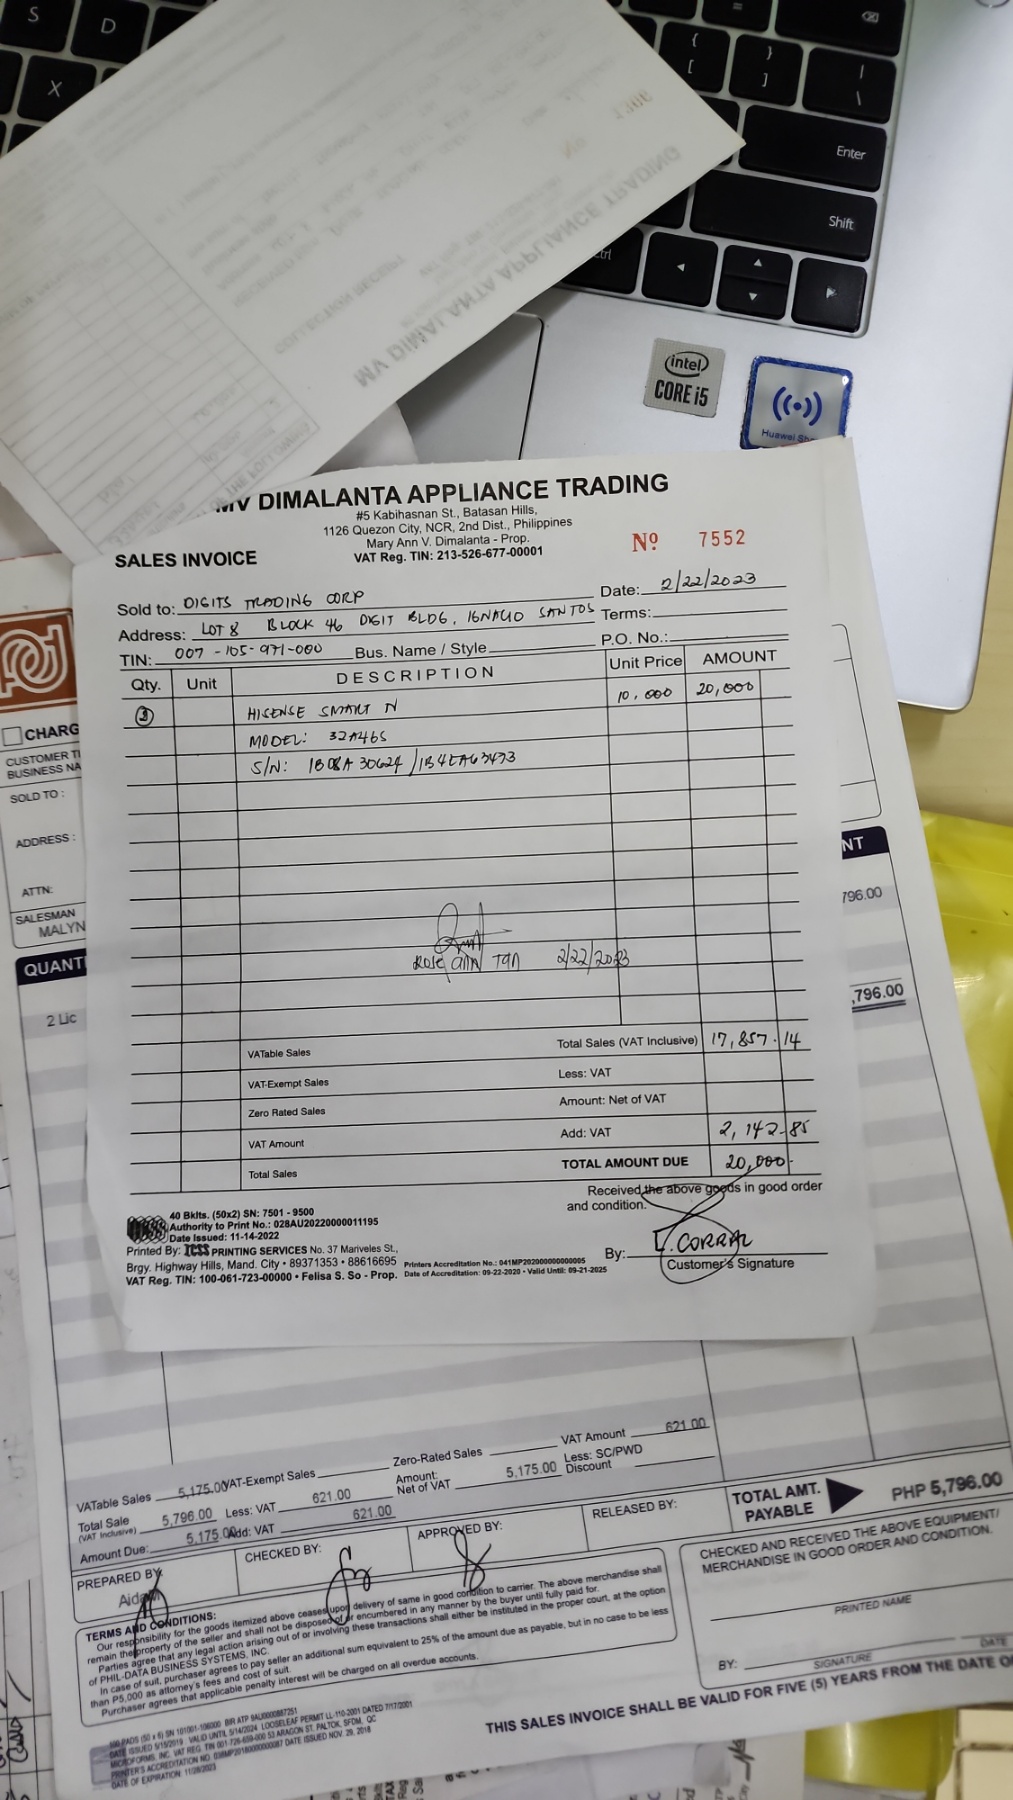 S
D
X
Enter
Shift
Ctrl
intel
CORE i5
Huawei
COLLECTION RECEIPT
MV DIMALANTA APPLIANCE TRADING
MV DIMALANTA APPLIANCE TRADING
#5 Kabihasnan St., Batasan Hills,
1126 Quezon City, NCR, 2nd Dist., Philippines
Mary Ann V. Dimalanta - Prop.
VAT Reg. TIN: 213-526-677-00001
SALES INVOICE
Nº 7552
Sold to: DIGITS TRADING CORP
Date: 2/22/2023
Address: LOT 8 BLOCK 46 DIGIT BLDG, IGNACIO SANTOS
Terms:
TIN: 007-105-971-000 Bus. Name / Style
P.O. No.:
Qty. Unit DESCRIPTION Unit Price AMOUNT
HISENSE SMART TV 10,000 20,000
MODEL: 32A46S
S/N:
Rose ann Tan 2/22/2023
VATable Sales Total Sales (VAT Inclusive) 17,857.14
VAT-Exempt Sales Less: VAT
Zero Rated Sales Amount: Net of VAT
VAT Amount Add: VAT 2,142.85
Total Sales TOTAL AMOUNT DUE 20,000-
Received the above goods in good order
and condition.
By: CORRAL
Customer's Signature
40 Bklts. (50x2) SN: 7501 - 9500
Authority to Print No.: 028AU20220000011195
Date Issued: 11-14-2022
Printed By: ICSS PRINTING SERVICES No. 37 Mariveles St.,
Brgy. Highway Hills, Mand. City • 89371353 • 88616695
VAT Reg. TIN: 100-061-723-00000 • Felisa S. So - Prop.
Printers Accreditation No.: 041MP20200000000005
Date of Accreditation: 09-22-2020 • Valid Until: 09-21-2025
CHARG
CUSTOMER TI
BUSINESS NA
SOLD TO :
ADDRESS :
ATTN:
SALESMAN
MALYN
QUANT
NT
796.00
2 Lic
,796.00
VATable Sales 5,175.00 VAT-Exempt Sales Zero-Rated Sales VAT Amount 621.00
Total Sale 5,796.00 Less: VAT 621.00 Amount: 5,175.00 Less: SC/PWD
(VAT Inclusive) Net of VAT Discount
Amount Due: 5,175.00 Add: VAT 621.00
TOTAL AMT. PHP 5,796.00
PAYABLE
PREPARED BY: CHECKED BY: APPROVED BY: RELEASED BY:
TERMS AND CONDITIONS:
Our responsibility for the goods itemized above ceases upon delivery of same in good condition to carrier. The above merchandise shall
remain the property of the seller and shall not be disposed of or encumbered in any manner by the buyer until fully paid for.
Parties agree that any legal action arising out of or involving these transactions shall either be instituted in the proper court, at the option
of PHIL-DATA BUSINESS SYSTEMS, INC.
In case of suit, purchaser agrees to pay seller an additional sum equivalent to 25% of the amount due as payable, but in no case to be less
than P5,000 as attorney's fees and cost of suit.
Purchaser agrees that applicable penalty interest will be charged on all overdue accounts.
CHECKED AND RECEIVED THE ABOVE EQUIPMENT/
MERCHANDISE IN GOOD ORDER AND CONDITION.
PRINTED NAME
BY:
SIGNATURE
DATE
THIS SALES INVOICE SHALL BE VALID FOR FIVE (5) YEARS FROM THE DATE O
DATE OF EXPIRATION: 11/28/2023